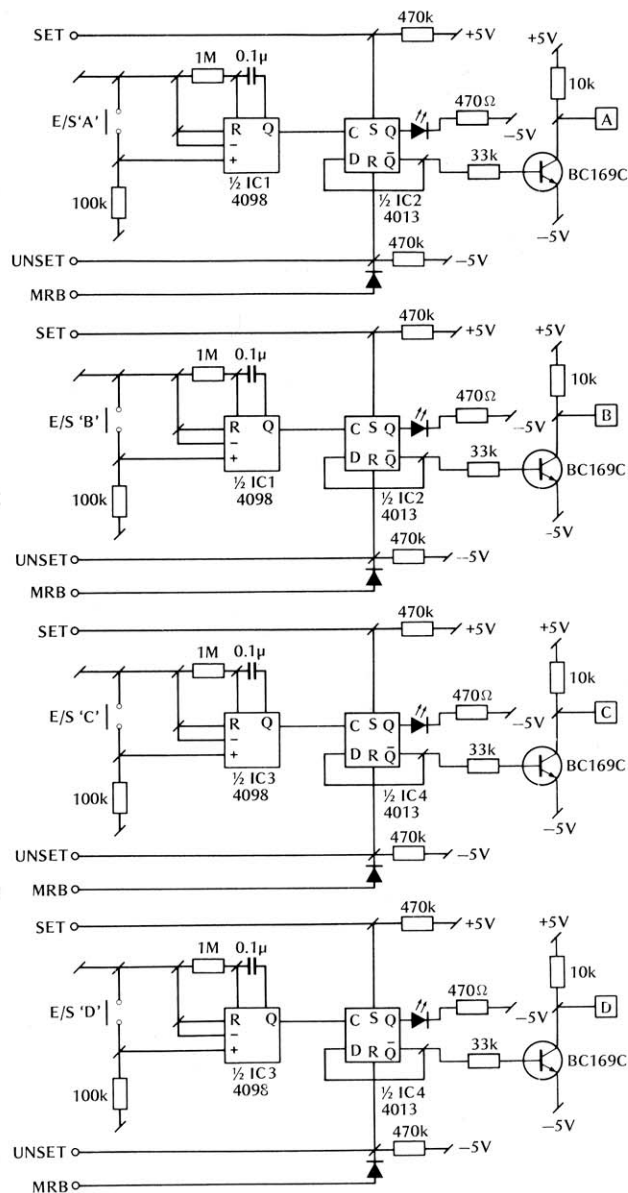 SET
470k
+5V
+5V
1M
0.1μ
10k
E/S'A'
470Ω
A
R Q
C S Q
−5V
−
D R Q̄
33k
+
BC169C
½ IC1
4098
½ IC2
4013
100k
−5V
UNSET
470k
−5V
MRB
SET
470k
+5V
+5V
1M
0.1μ
10k
E/S 'B'
470Ω
B
R Q
C S Q
−5V
−
D R Q̄
33k
+
BC169C
½ IC1
4098
½ IC2
4013
100k
−5V
UNSET
470k
−−5V
MRB
SET
470k
+5V
+5V
1M
0.1μ
10k
E/S 'C'
470Ω
C
R Q
C S Q
−5V
−
D R Q̄
33k
+
BC169C
½ IC3
4098
½ IC4
4013
100k
−5V
UNSET
470k
−5V
MRB
SET
470k
+5V
+5V
1M
0.1μ
10k
E/S 'D'
470Ω
D
R Q
C S Q
−5V
−
D R Q̄
33k
+
BC169C
½ IC3
4098
½ IC4
4013
100k
−5V
UNSET
470k
−5V
MRB